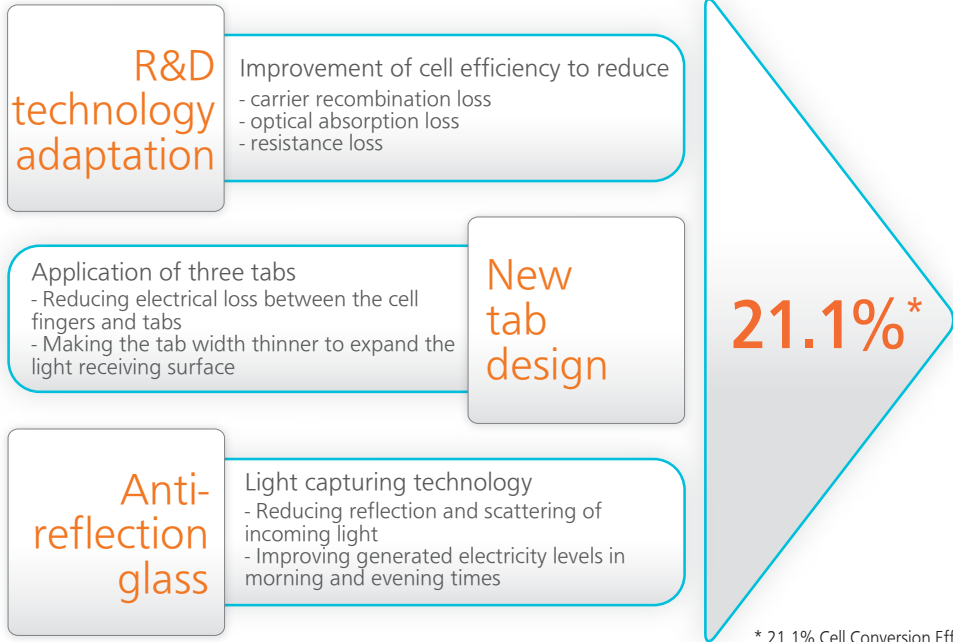 R&D
technology
adaptation
Improvement of cell efficiency to reduce
- carrier recombination loss
- optical absorption loss
- resistance loss
Application of three tabs
- Reducing electrical loss between the cell
fingers and tabs
- Making the tab width thinner to expand the
light receiving surface
New
tab
design
Anti-
reflection
glass
Light capturing technology
- Reducing reflection and scattering of
incoming light
- Improving generated electricity levels in
morning and evening times
21.1%*
* 21.1% Cell Conversion